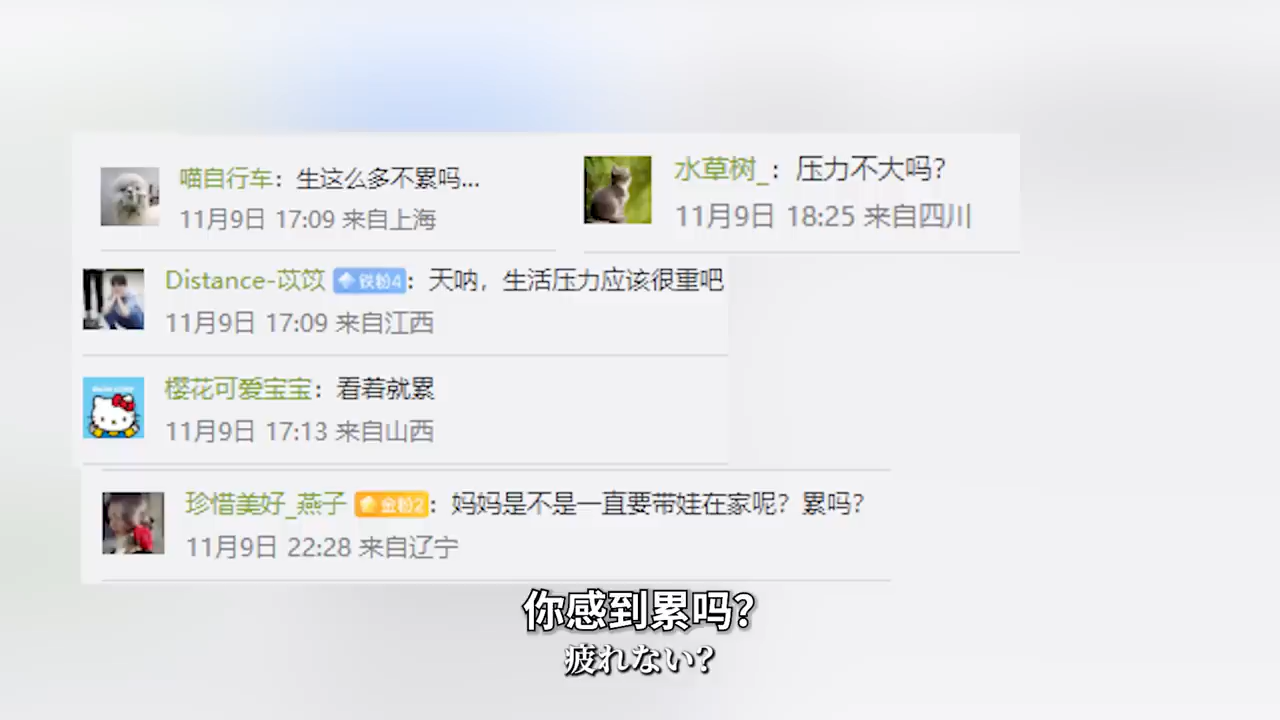 喵自行车：生这么多不累吗...
11月9日 17:09 来自上海
水草树_：压力不大吗?
11月9日 18:25 来自四川
Distance-苡笅 铁粉4：天呐，生活压力应该很重吧
11月9日 17:09 来自江西
樱花可爱宝宝：看着就累
11月9日 17:13 来自山西
珍惜美好_燕子 金粉2：妈妈是不是一直要带娃在家呢？累吗？
11月9日 22:28 来自辽宁
你感到累吗?
疲れない?